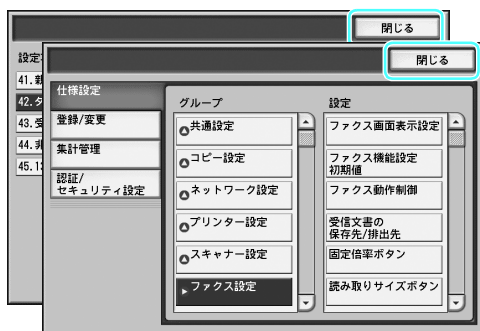 閉じる
設定
41.
42.
43.
44.
45.1
閉じる
仕様設定
登録/変更
集計管理
認証/
セキュリティ設定
グループ
共通設定
コピー設定
ネットワーク設定
プリンター設定
スキャナー設定
ファクス設定
設定
ファクス画面表示設定
ファクス機能設定
初期値
ファクス動作制御
受信文書の
保存先/排出先
固定倍率ボタン
読み取りサイズボタン